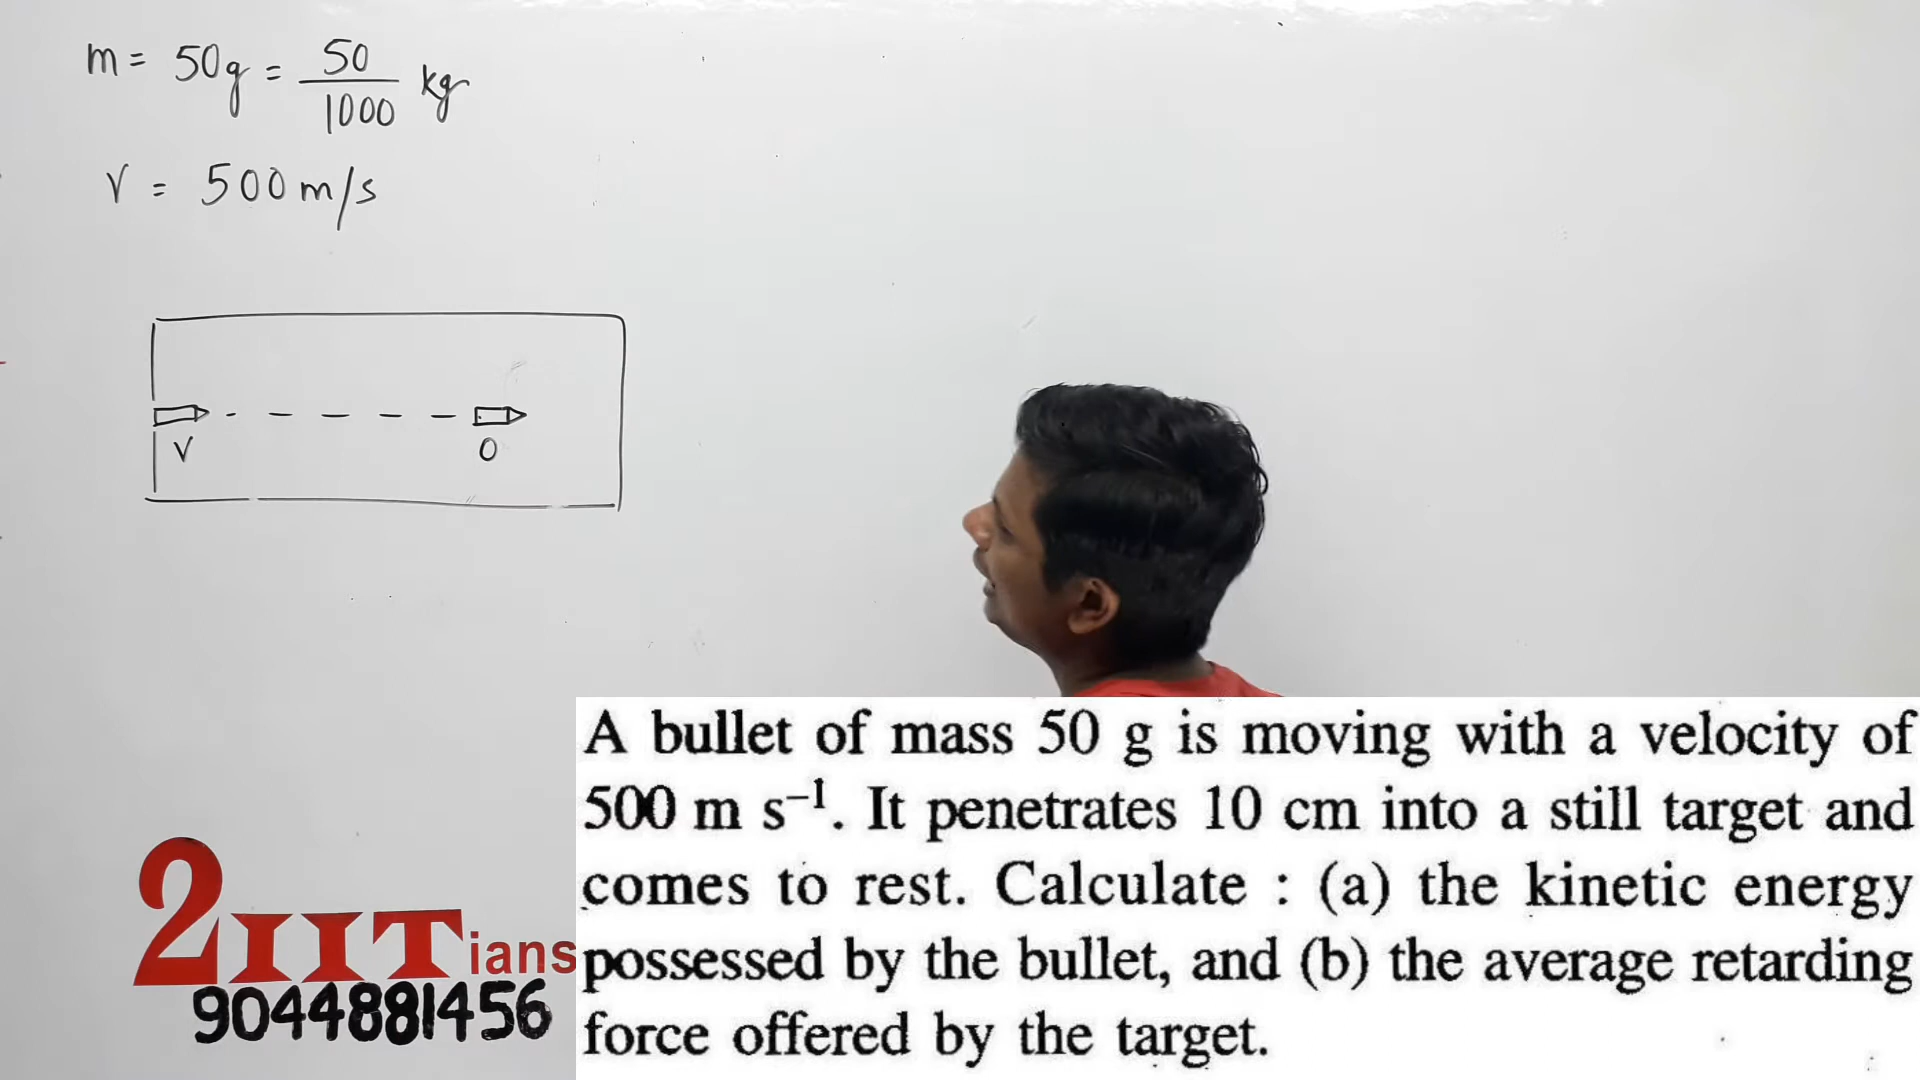 m = 50g = 50/1000 kg
V = 500 m/s
V 0
A bullet of mass 50 g is moving with a velocity of
500 m s⁻¹. It penetrates 10 cm into a still target and
comes to rest. Calculate : (a) the kinetic energy
possessed by the bullet, and (b) the average retarding
force offered by the target.
2IITians
9044881456